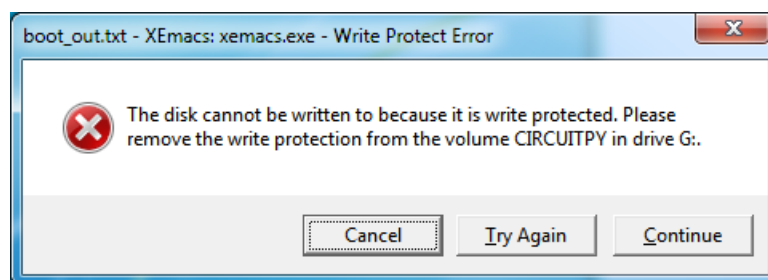 boot_out.txt - XEmacs: xemacs.exe - Write Protect Error
The disk cannot be written to because it is write protected. Please
remove the write protection from the volume CIRCUITPY in drive G:.
Cancel
Try Again
Continue